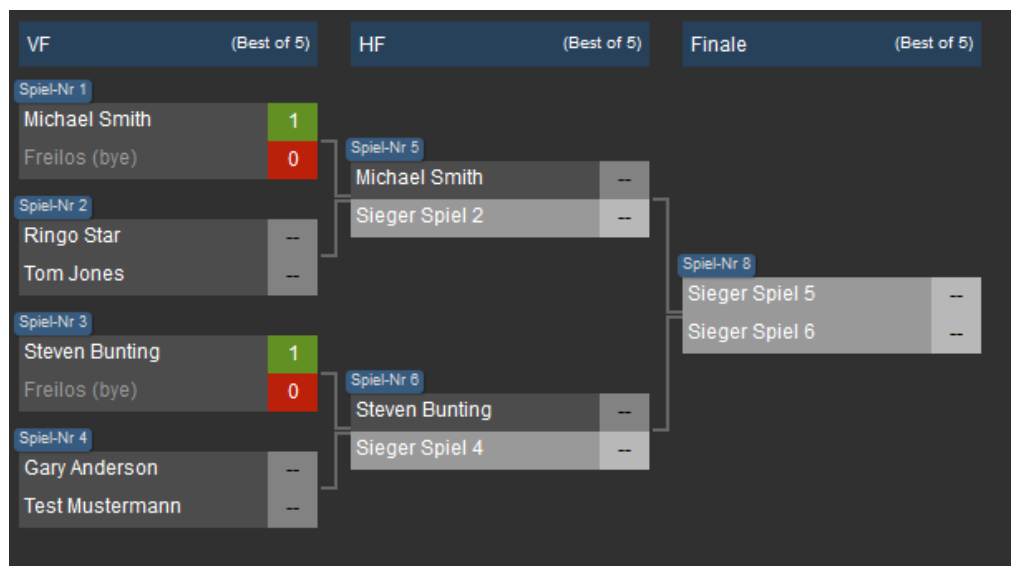 VF (Best of 5)
Spiel-Nr 1
Michael Smith 1
Freilos (bye) 0
Spiel-Nr 2
Ringo Star --
Tom Jones --
Spiel-Nr 3
Steven Bunting 1
Freilos (bye) 0
Spiel-Nr 4
Gary Anderson --
Test Mustermann --
HF (Best of 5)
Spiel-Nr 5
Michael Smith --
Sieger Spiel 2 --
Spiel-Nr 6
Steven Bunting --
Sieger Spiel 4 --
Finale (Best of 5)
Spiel-Nr 8
Sieger Spiel 5 --
Sieger Spiel 6 --